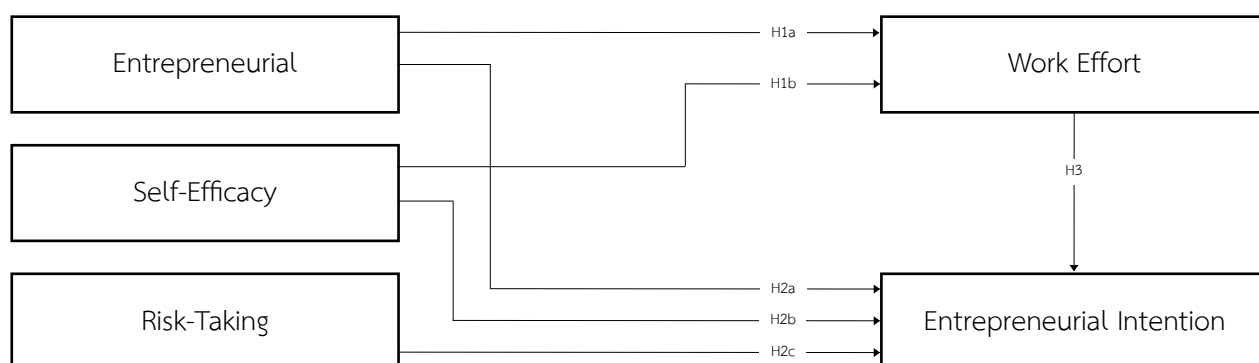 Entrepreneurial
H1a
Work Effort
H1b
Self-Efficacy
H3
H2a
Risk-Taking
H2b
Entrepreneurial Intention
H2c